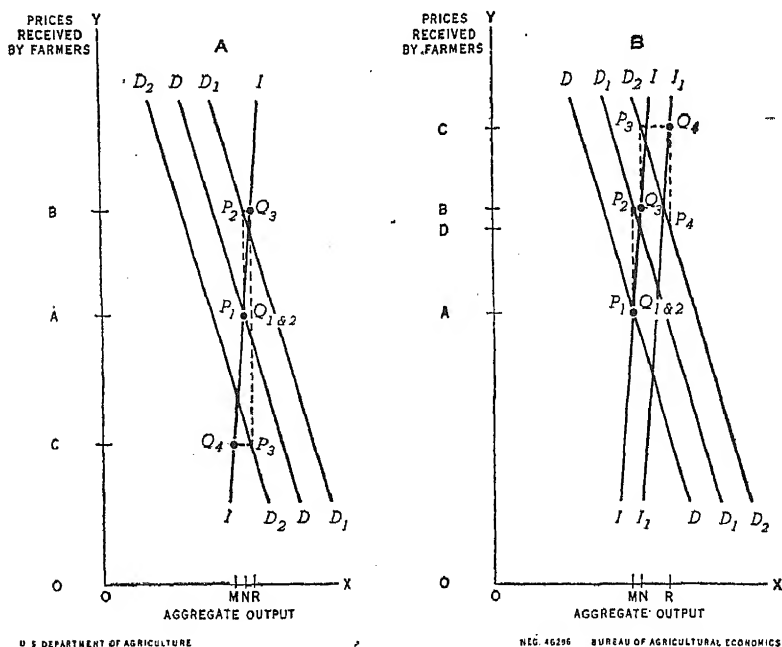 PRICES RECEIVED BY FARMERS
Y
A
D₂ D D₁ I
B
P₂ Q₃
A
P₁ Q₁&₂
C
Q₄ P₃
I D₂ D D₁
O
O
M N R
X
AGGREGATE OUTPUT
PRICES RECEIVED BY FARMERS
Y
B
D D₁ D₂ I I₁
C
P₃ Q₄
B
P₂ Q₃
D
P₄
A
P₁ Q₁&₂
I I₁ D D₁ D₂
O
O
M N R
X
AGGREGATE OUTPUT
U S DEPARTMENT OF AGRICULTURE
NEG. 46296 BUREAU OF AGRICULTURAL ECONOMICS